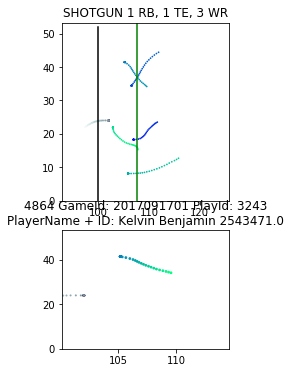 SHOTGUN 1 RB, 1 TE, 3 WR
50
40
30
20
10
0
100 110 120
4864 GameId: 2017091701 PlayId: 3243
PlayerName + ID: Kelvin Benjamin 2543471.0
40
20
0
105 110